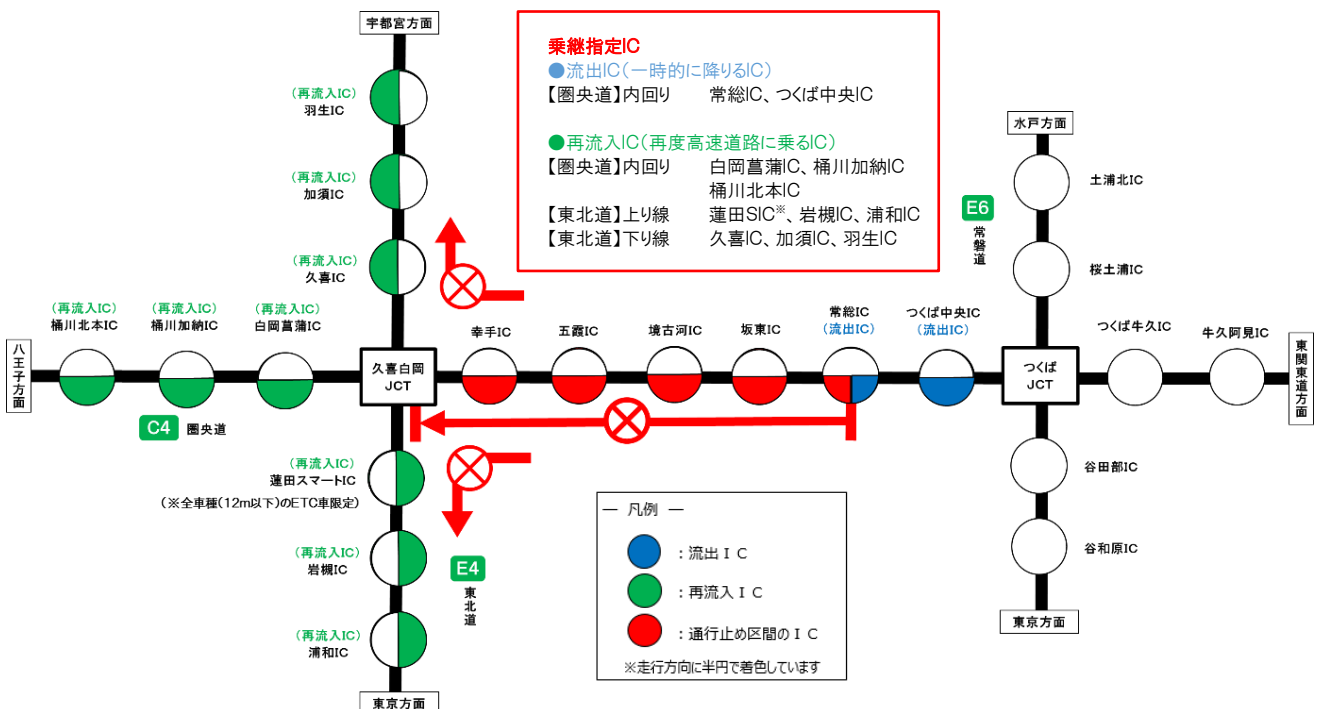 宇都宮方面
(再流入IC)
羽生IC
(再流入IC)
加須IC
(再流入IC)
久喜IC
乗継指定IC
●流出IC(一時的に降りるIC)
【圏央道】内回り 常総IC、つくば中央IC
●再流入IC(再度高速道路に乗るIC)
【圏央道】内回り 白岡菖蒲IC、桶川加納IC
桶川北本IC
【東北道】上り線 蓮田SIC※、岩槻IC、浦和IC
【東北道】下り線 久喜IC、加須IC、羽生IC
水戸方面
土浦北IC
E6
常磐道
桜土浦IC
(再流入IC)
桶川北本IC
(再流入IC)
桶川加納IC
(再流入IC)
白岡菖蒲IC
幸手IC
五霞IC
境古河IC
坂東IC
常総IC
(流出IC)
つくば中央IC
(流出IC)
つくば牛久IC
牛久阿見IC
八王子方面
久喜白岡
JCT
つくば
JCT
東関東道方面
C4
圏央道
(再流入IC)
蓮田スマートIC
(※全車種(12m以下)のETC車限定)
(再流入IC)
岩槻IC
E4
東北道
(再流入IC)
浦和IC
東京方面
谷田部IC
谷和原IC
東京方面
― 凡例 ―
：流出ＩＣ
：再流入ＩＣ
：通行止め区間のＩＣ
※走行方向に半円で着色しています